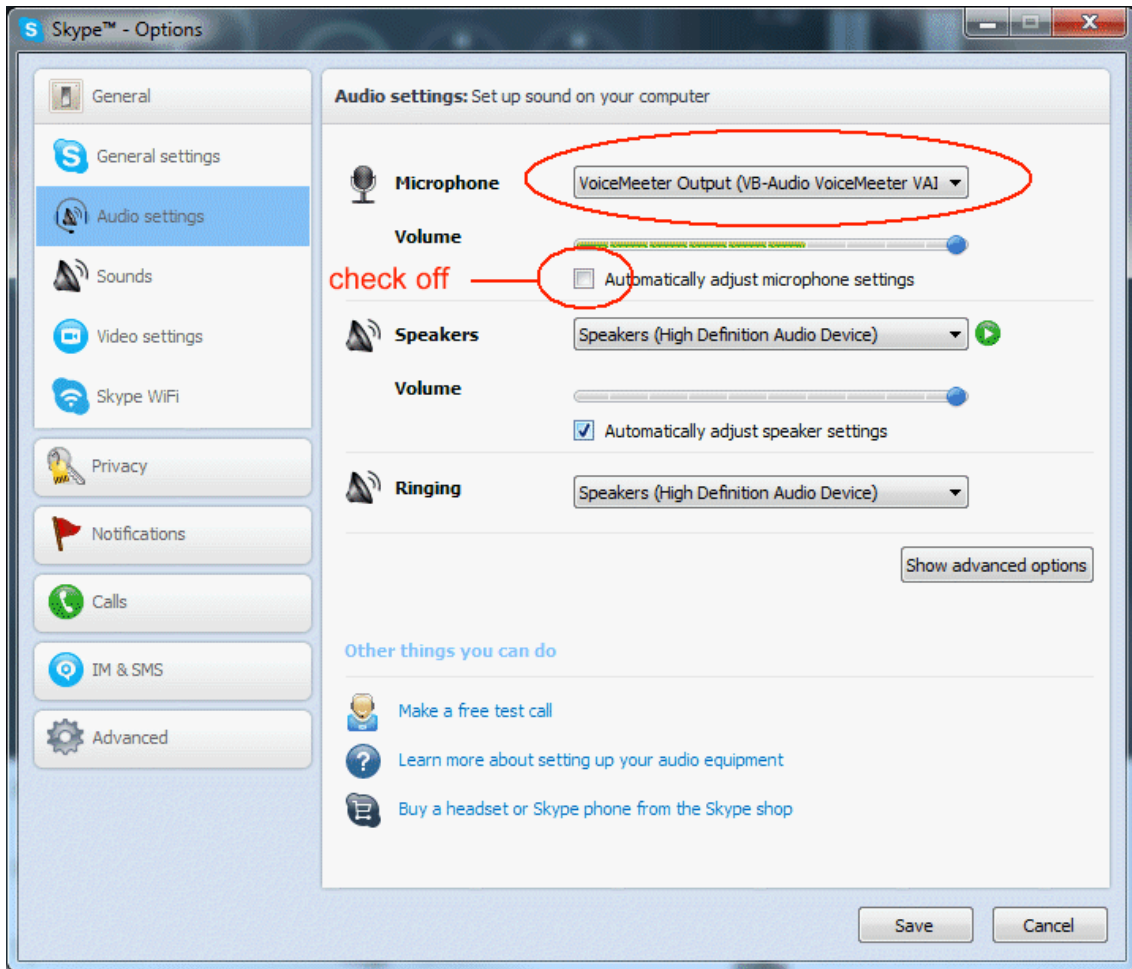 Skype™ - Options
General
General settings
Audio settings
Sounds
Video settings
Skype WiFi
Privacy
Notifications
Calls
IM & SMS
Advanced
Audio settings: Set up sound on your computer
Microphone
VoiceMeeter Output (VB-Audio VoiceMeeter VAI
Volume
check off
Automatically adjust microphone settings
Speakers
Speakers (High Definition Audio Device)
Volume
Automatically adjust speaker settings
Ringing
Speakers (High Definition Audio Device)
Show advanced options
Other things you can do
Make a free test call
Learn more about setting up your audio equipment
Buy a headset or Skype phone from the Skype shop
Save
Cancel